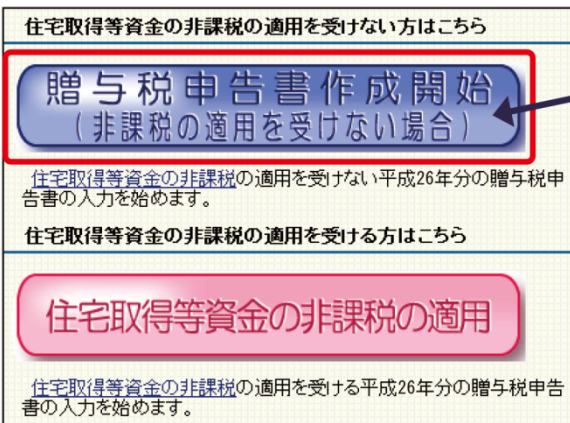 住宅取得等資金の非課税の適用を受けない方はこちら
贈与税申告書作成開始
(非課税の適用を受けない場合)
住宅取得等資金の非課税の適用を受けない平成26年分の贈与税申
告書の入力を始めます。
住宅取得等資金の非課税の適用を受ける方はこちら
住宅取得等資金の非課税の適用
住宅取得等資金の非課税の適用を受ける平成26年分の贈与税申告
書の入力を始めます。